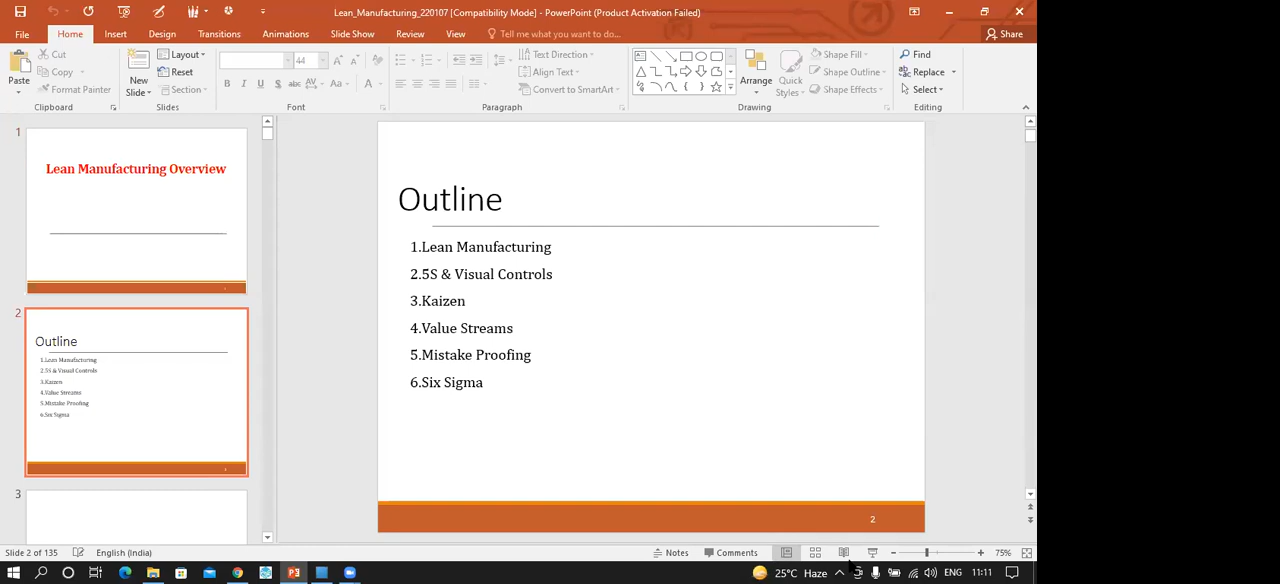 Lean_Manufacturing_220107 [Compatibility Mode] - PowerPoint (Product Activation Failed)
File Home Insert Design Transitions Animations Slide Show Review View Tell me what you want to do... Share
Paste Cut Copy Format Painter
Clipboard
New Slide Layout Reset Section
Slides
44
B I U S abc AV Aa A
Font
Text Direction Align Text Convert to SmartArt
Paragraph
Arrange Quick Styles Shape Fill Shape Outline Shape Effects
Drawing
Find Replace Select
Editing
1
Lean Manufacturing Overview
2
Outline
1.Lean Manufacturing
2.5S & Visual Controls
3.Kaizen
4.Value Streams
5.Mistake Proofing
6.Six Sigma
3
Outline
1.Lean Manufacturing
2.5S & Visual Controls
3.Kaizen
4.Value Streams
5.Mistake Proofing
6.Six Sigma
2
Slide 2 of 135 English (India) Notes Comments 75%
25°C Haze ENG 11:11